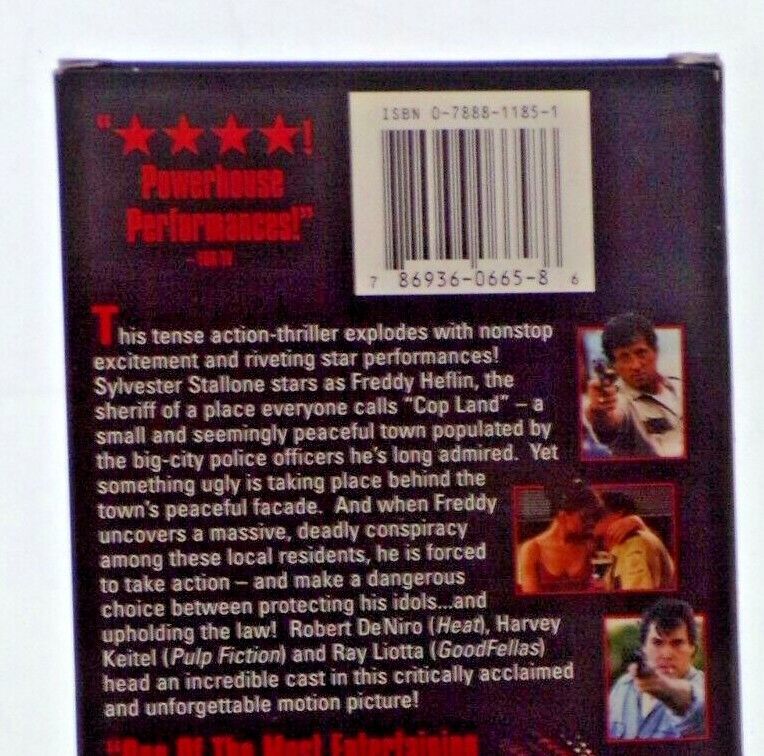 "★★★★!
Powerhouse
Performances!"
ISBN 0-7888-1185-1
7 86936-0665-8 6
This tense action-thriller explodes with nonstop
excitement and riveting star performances!
Sylvester Stallone stars as Freddy Heflin, the
sheriff of a place everyone calls "Cop Land" – a
small and seemingly peaceful town populated by
the big-city police officers he's long admired. Yet
something ugly is taking place behind the
town's peaceful facade. And when Freddy
uncovers a massive, deadly conspiracy
among these local residents, he is forced
to take action – and make a dangerous
choice between protecting his idols...and
upholding the law! Robert DeNiro (Heat), Harvey
Keitel (Pulp Fiction) and Ray Liotta (GoodFellas)
head an incredible cast in this critically acclaimed
and unforgettable motion picture!
"One Of The Most Entertaining